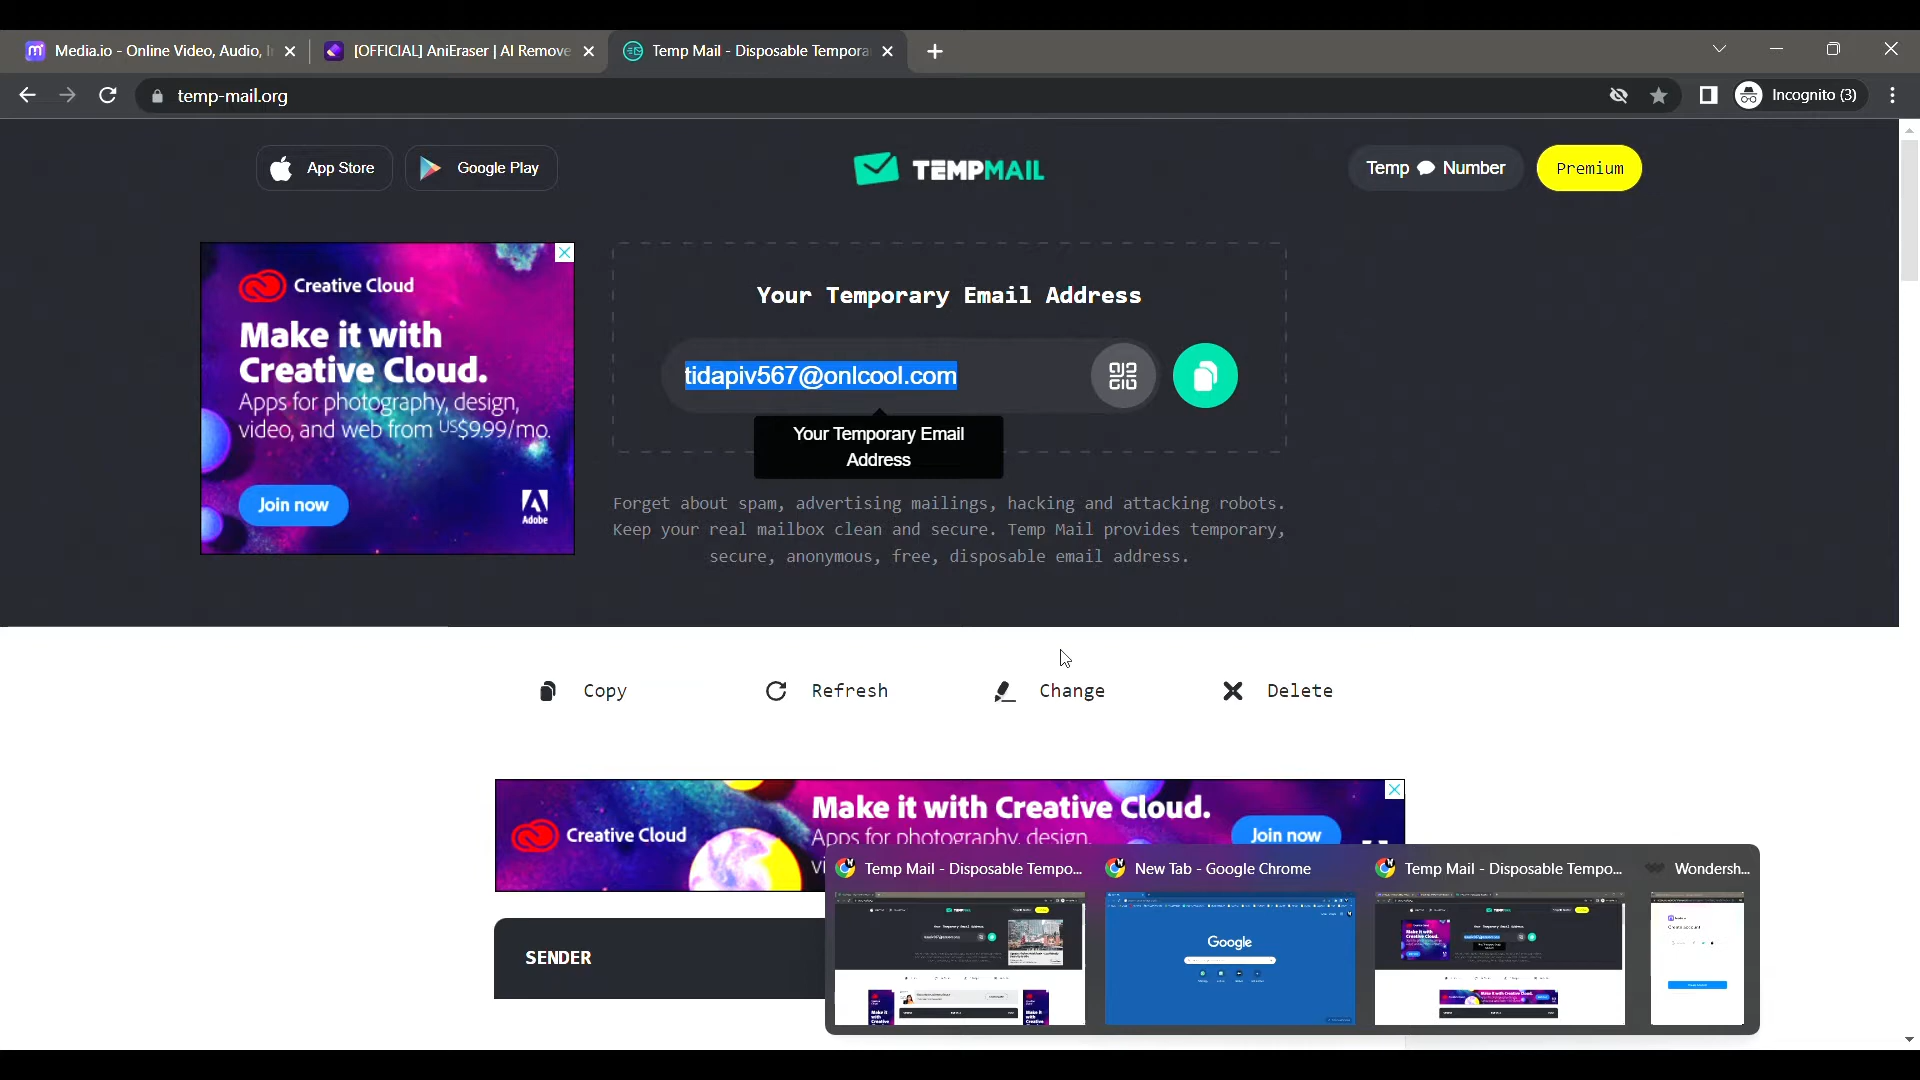 Media.io - Online Video, Audio, I
[OFFICIAL] AniEraser | AI Remove
Temp Mail - Disposable Tempora
temp-mail.org
Incognito (3)
App Store
Google Play
TEMPMAIL
Temp Number
Premium
Creative Cloud
Make it with
Creative Cloud.
Apps for photography, design,
video, and web from US$9.99/mo.
Join now
Adobe
Your Temporary Email Address
tidapiv567@onlcool.com
Your Temporary Email
Address
Forget about spam, advertising mailings, hacking and attacking robots.
Keep your real mailbox clean and secure. Temp Mail provides temporary,
secure, anonymous, free, disposable email address.
Copy
Refresh
Change
Delete
Creative Cloud
Make it with Creative Cloud.
Apps for photography, design,
vi
Join now
SENDER
Temp Mail - Disposable Tempo...
New Tab - Google Chrome
Temp Mail - Disposable Tempo...
Wondersh...
Google
Create account